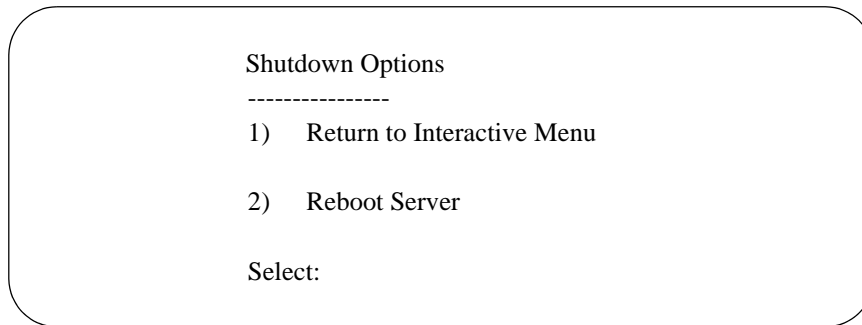 Shutdown Options
----------------
1) Return to Interactive Menu
2) Reboot Server
Select: